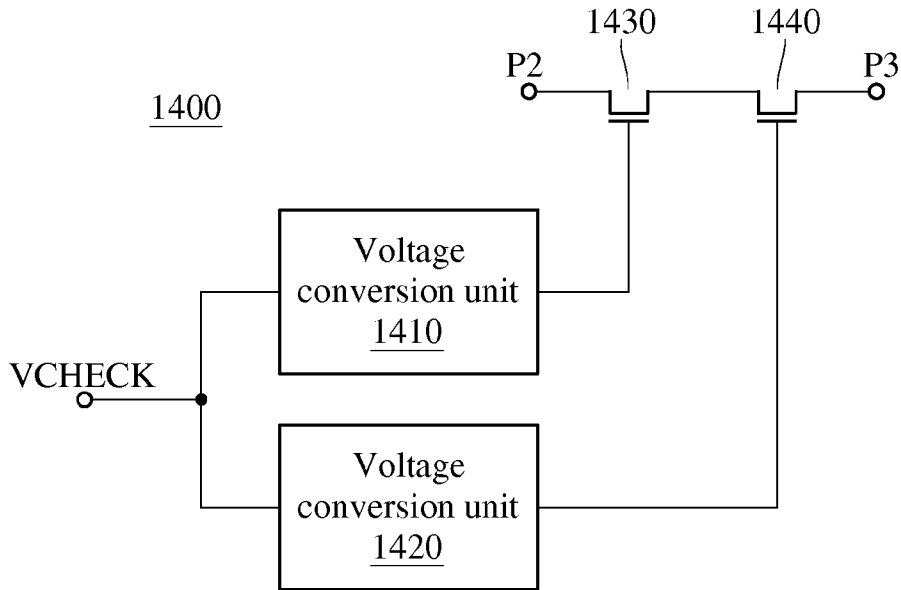 1430
1440
P2
P3
1400
Voltage
conversion unit
1410
VCHECK
Voltage
conversion unit
1420